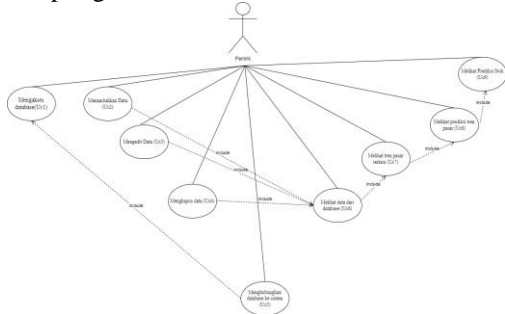 Pemilik
Mengakses
database(Uc1)
Menambahkan Data
(Uc2)
Mengedit Data (Uc3)
Menghapus data (Uc4)
Menghubungkan
database ke sistem
(Uc5)
Melihat data dari
database (Uc6)
Melihat tren pasar
terkini (Uc7)
Melihat prediksi tren
pasar (Uc8)
Melihat Prediksi Stok
(Uc9)
include
include
include
include
include
include
include